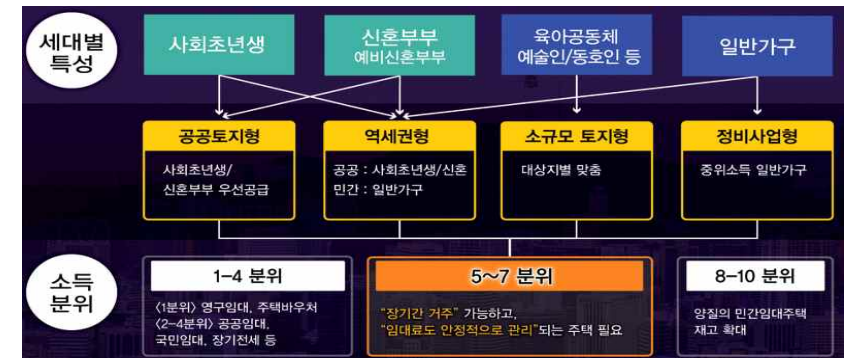 세대별
특성
사회초년생
신혼부부
예비신혼부부
육아공동체
예술인/동호인 등
일반가구
공공토지형
사회초년생/
신혼부부 우선공급
역세권형
공공 : 사회초년생/신혼
민간 : 일반가구
소규모 토지형
대상지별 맞춤
정비사업형
중위소득 일반가구
소득
분위
1-4 분위
<1분위> 영구임대, 주택바우처
<2-4분위> 공공임대,
국민임대, 장기전세 등
5~7 분위
"장기간 거주" 가능하고,
"임대료도 안정적으로 관리"되는 주택 필요
8-10 분위
양질의 민간임대주택
재고 확대